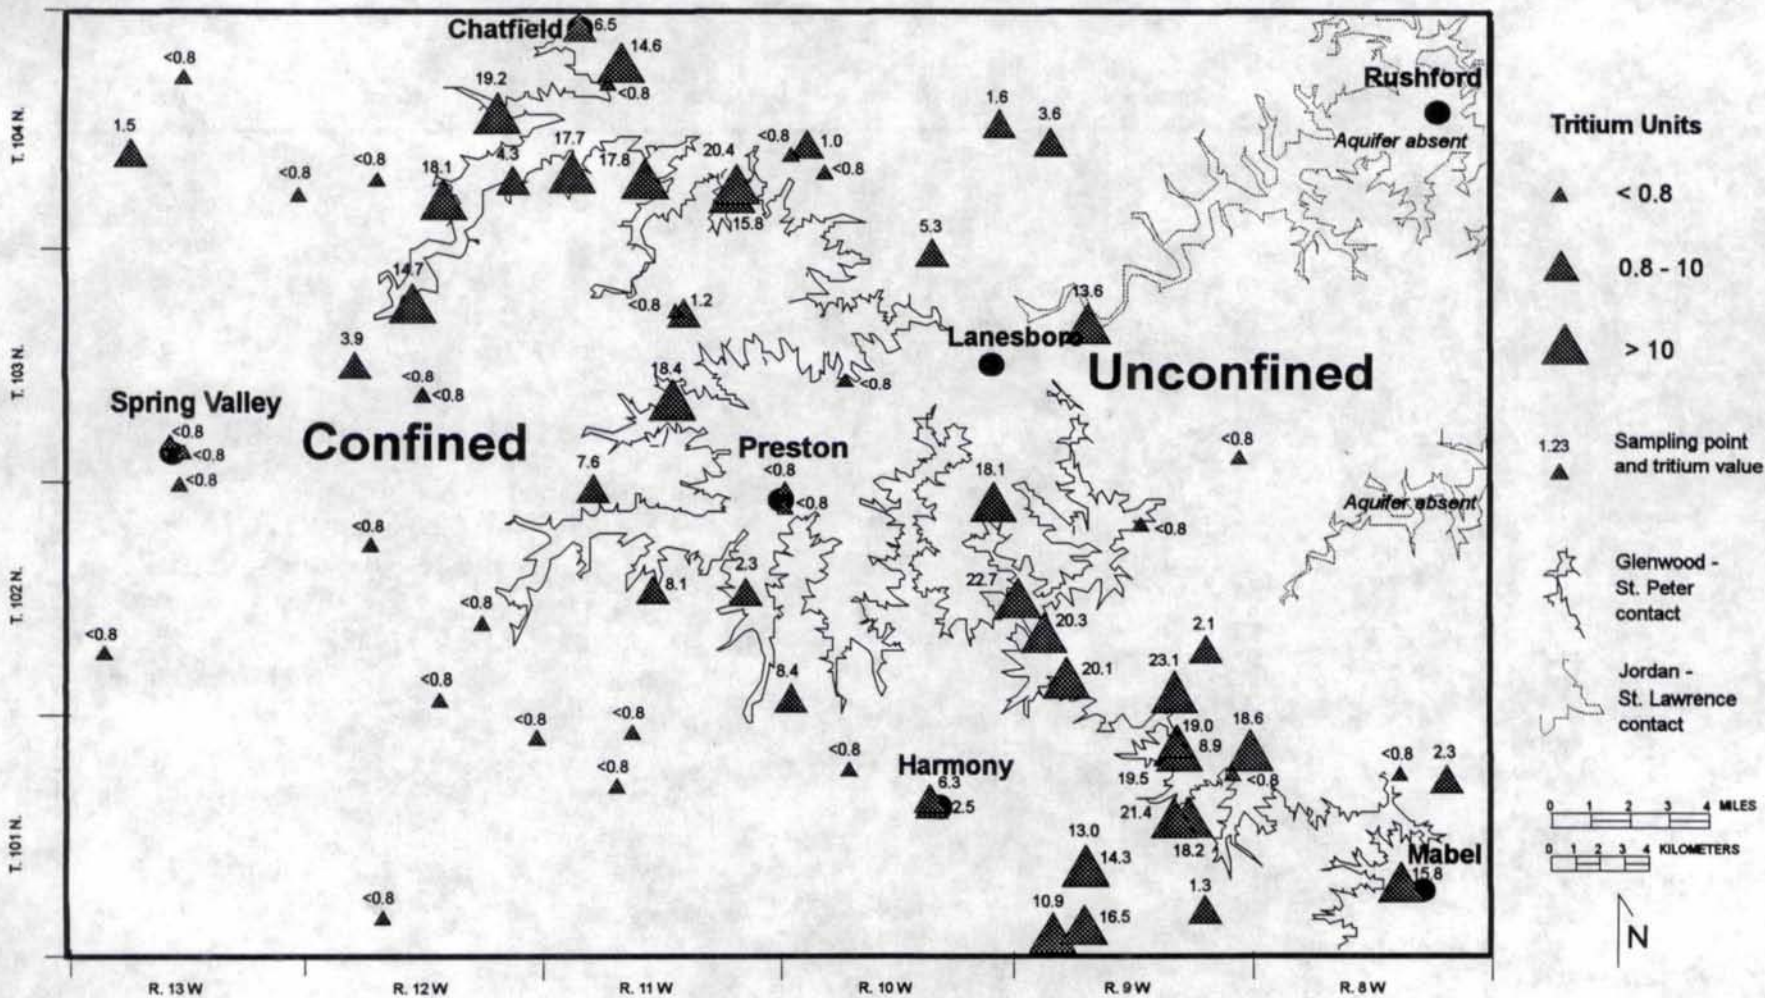 Chatfield
6.5
14.6
<0.8
<0.8
19.2
Rushford
1.5
1.6
3.6
Aquifer absent
17.7
20.4
<0.8
1.0
<0.8
4.3
17.8
18.1
<0.8
<0.8
15.8
5.3
14.7
<0.8
1.2
13.6
Lanesboro
Unconfined
3.9
18.4
<0.8
<0.8
<0.8
Spring Valley
<0.8
<0.8
<0.8
Confined
Preston
<0.8
<0.8
7.6
18.1
<0.8
Aquifer absent
<0.8
<0.8
2.3
8.1
22.7
<0.8
20.3
2.1
<0.8
20.1
23.1
8.4
<0.8
<0.8
<0.8
19.0
8.9
18.6
<0.8
<0.8
2.3
Harmony
19.5
<0.8
<0.8
6.3
2.5
21.4
18.2
13.0
14.3
Mabel
15.8
10.9
16.5
1.3
<0.8
T. 104 N.
T. 103 N.
T. 102 N.
T. 101 N.
R. 13 W
R. 12 W
R. 11 W
R. 10 W
R. 9 W
R. 8 W
Tritium Units
< 0.8
0.8 - 10
> 10
1.23
Sampling point
and tritium value
Glenwood -
St. Peter
contact
Jordan -
St. Lawrence
contact
0 1 2 3 4 MILES
0 1 2 3 4 KILOMETERS
N